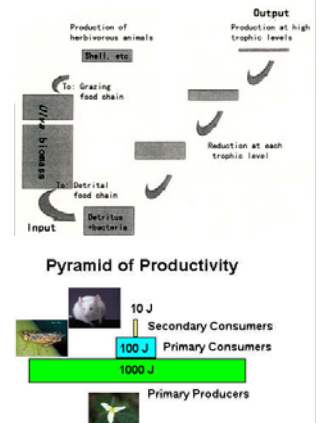 Output
Production of
herbivorous animals
Production at high
trophic levels
Shell, etc
To: Grazing
food chain
Ulva biomass
Reduction at each
trophic level
To: Detrital
food chain
Detritus
+bacteria
Input
Pyramid of Productivity
10 J
Secondary Consumers
100 J
Primary Consumers
1000 J
Primary Producers